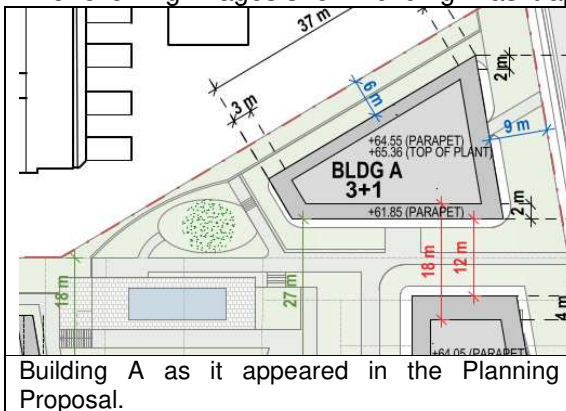 37 m
2 m
3 m
6 m
9 m
+64.55 (PARAPET)
+65.36 (TOP OF PLANT)
BLDG A
3+1
+61.85 (PARAPET)
2 m
18 m
27 m
18 m
12 m
4 m
+64.05 (PARAPET)
Building A as it appeared in the Planning
Proposal.